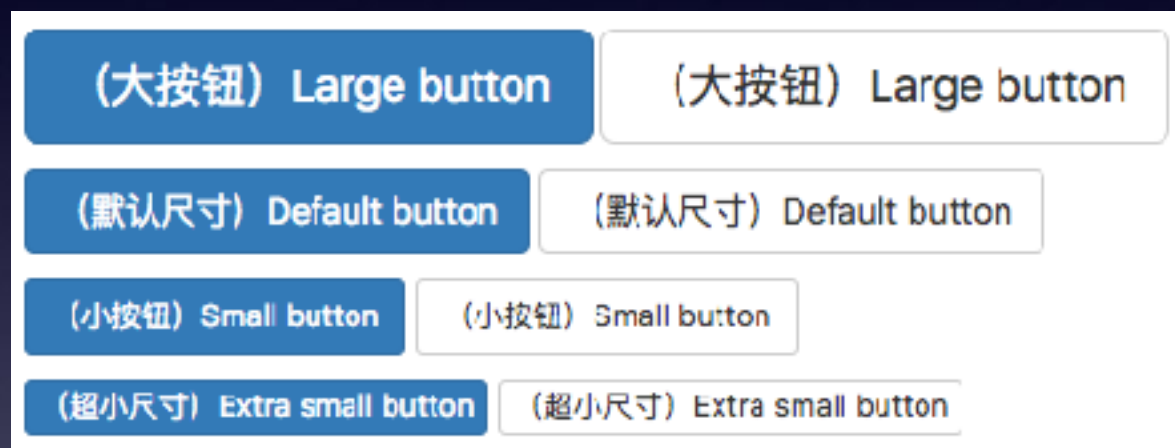 （大按钮）Large button （大按钮）Large button
（默认尺寸）Default button （默认尺寸）Default button
（小按钮）Small button （小按钮）Small button
（超小尺寸）Extra small button （超小尺寸）Extra small button